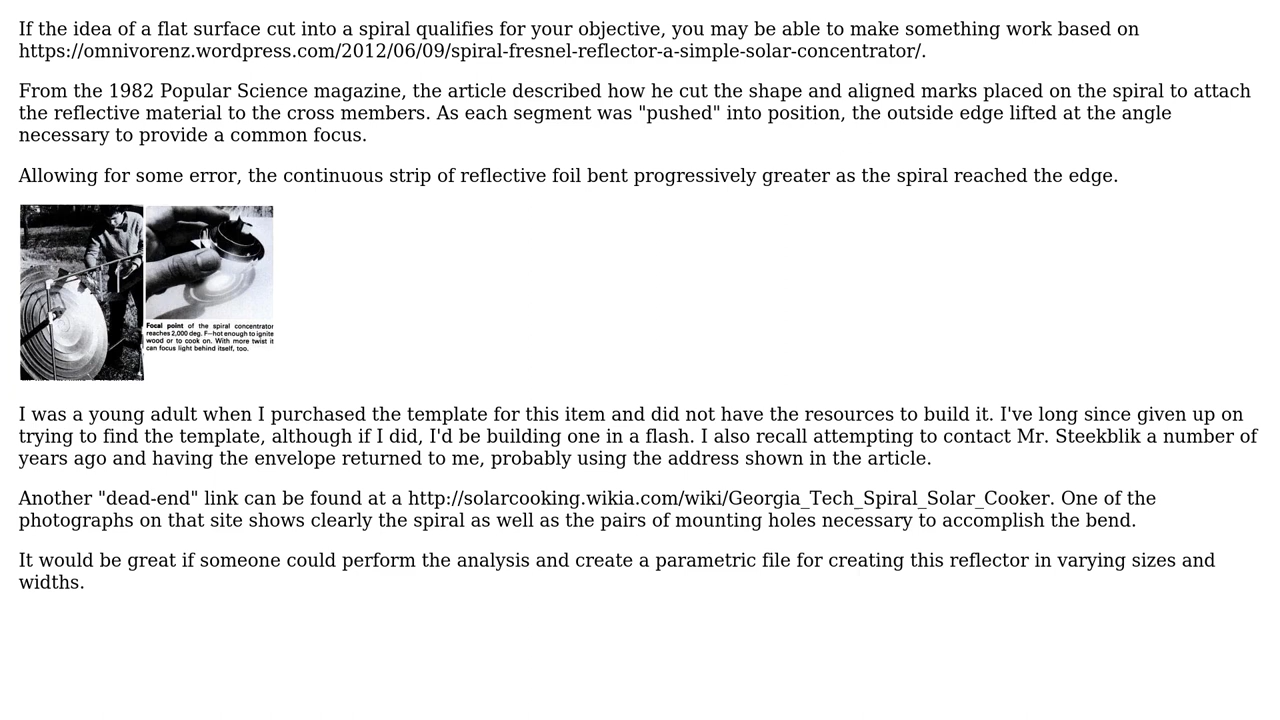 If the idea of a flat surface cut into a spiral qualifies for your objective, you may be able to make something work based on
https://omnivorenz.wordpress.com/2012/06/09/spiral-fresnel-reflector-a-simple-solar-concentrator/.
From the 1982 Popular Science magazine, the article described how he cut the shape and aligned marks placed on the spiral to attach
the reflective material to the cross members. As each segment was "pushed" into position, the outside edge lifted at the angle
necessary to provide a common focus.
Allowing for some error, the continuous strip of reflective foil bent progressively greater as the spiral reached the edge.
Focal point of the spiral concentrator
reaches 2,000 deg. F—hot enough to ignite
wood or to cook on. With more twist it
can focus light behind itself, too.
I was a young adult when I purchased the template for this item and did not have the resources to build it. I've long since given up on
trying to find the template, although if I did, I'd be building one in a flash. I also recall attempting to contact Mr. Steekblik a number of
years ago and having the envelope returned to me, probably using the address shown in the article.
Another "dead-end" link can be found at a http://solarcooking.wikia.com/wiki/Georgia_Tech_Spiral_Solar_Cooker. One of the
photographs on that site shows clearly the spiral as well as the pairs of mounting holes necessary to accomplish the bend.
It would be great if someone could perform the analysis and create a parametric file for creating this reflector in varying sizes and
widths.